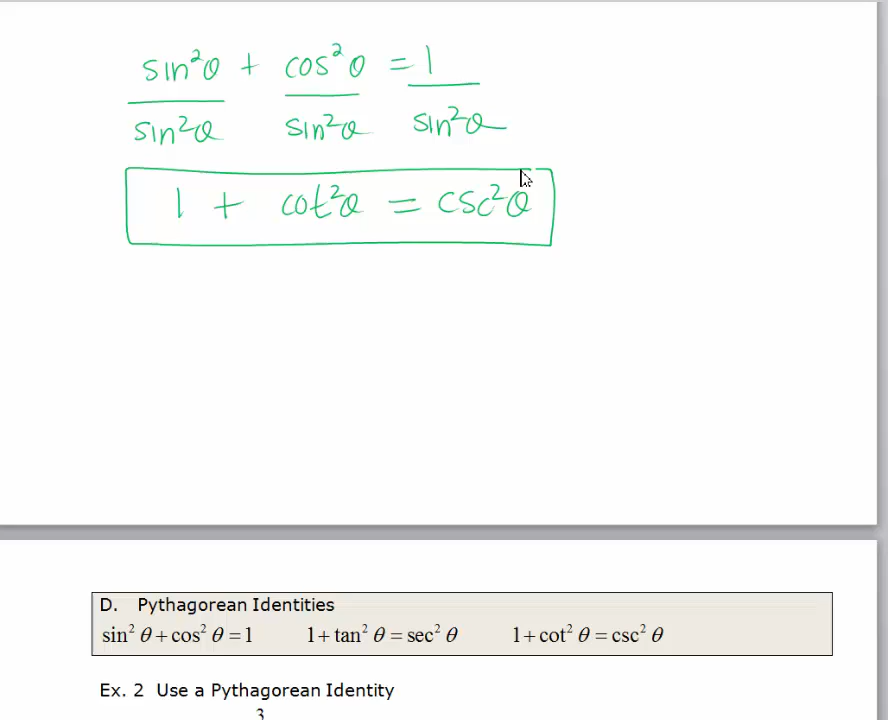 sin²θ + cos²θ = 1
sin²θ sin²θ sin²θ
1 + cot²θ = csc²θ
D. Pythagorean Identities
sin² θ + cos² θ = 1 1 + tan² θ = sec² θ 1 + cot² θ = csc² θ
Ex. 2 Use a Pythagorean Identity
3